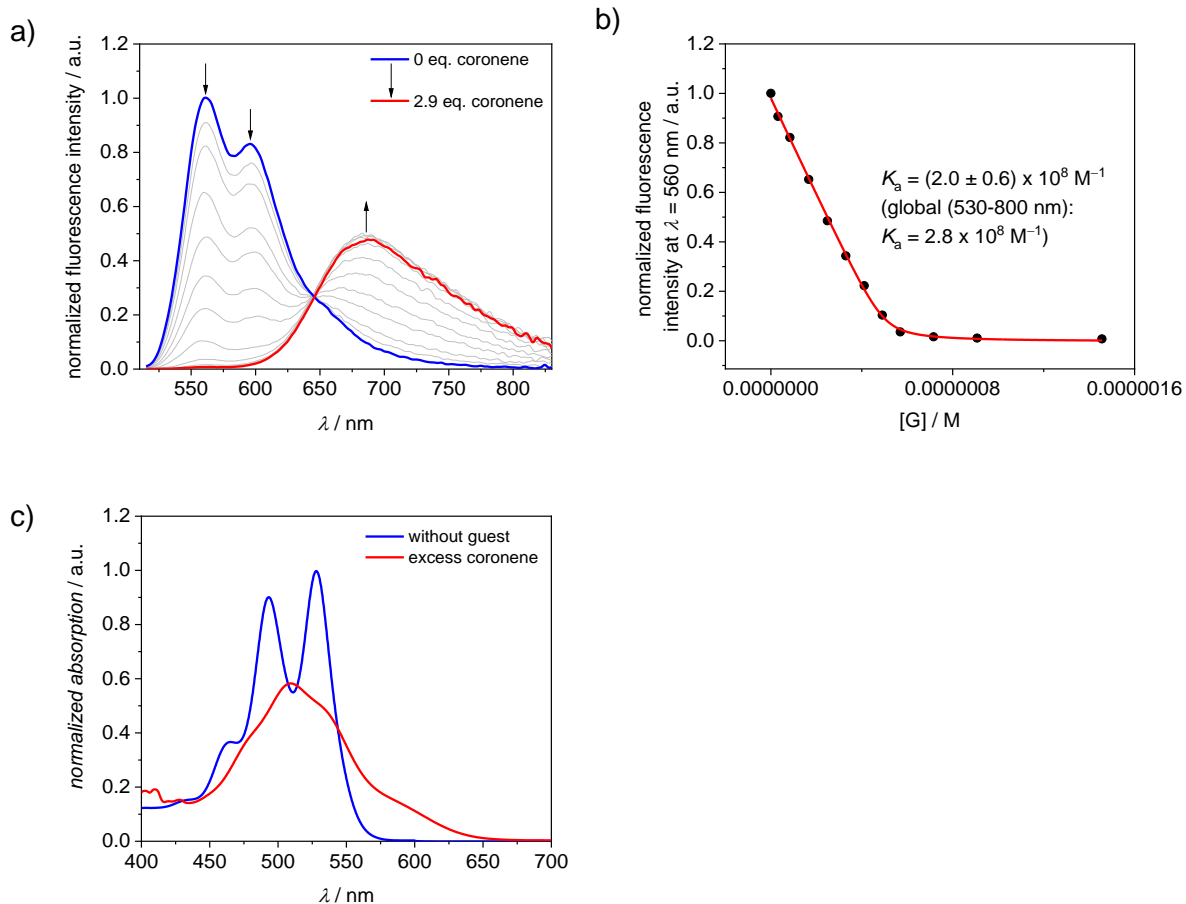 a)
normalized fluorescence intensity / a.u.
1.2
1.0
0.8
0.6
0.4
0.2
0.0
0 eq. coronene
2.9 eq. coronene
550 600 650 700 750 800
λ / nm
b)
normalized fluorescence
intensity at λ = 560 nm / a.u.
1.2
1.0
0.8
0.6
0.4
0.2
0.0
Kₐ = (2.0 ± 0.6) x 10⁸ M⁻¹
(global (530-800 nm):
Kₐ = 2.8 x 10⁸ M⁻¹)
0.0000000 0.0000008 0.0000016
[G] / M
c)
normalized absorption / a.u.
1.2
1.0
0.8
0.6
0.4
0.2
0.0
without guest
excess coronene
400 450 500 550 600 650 700
λ / nm